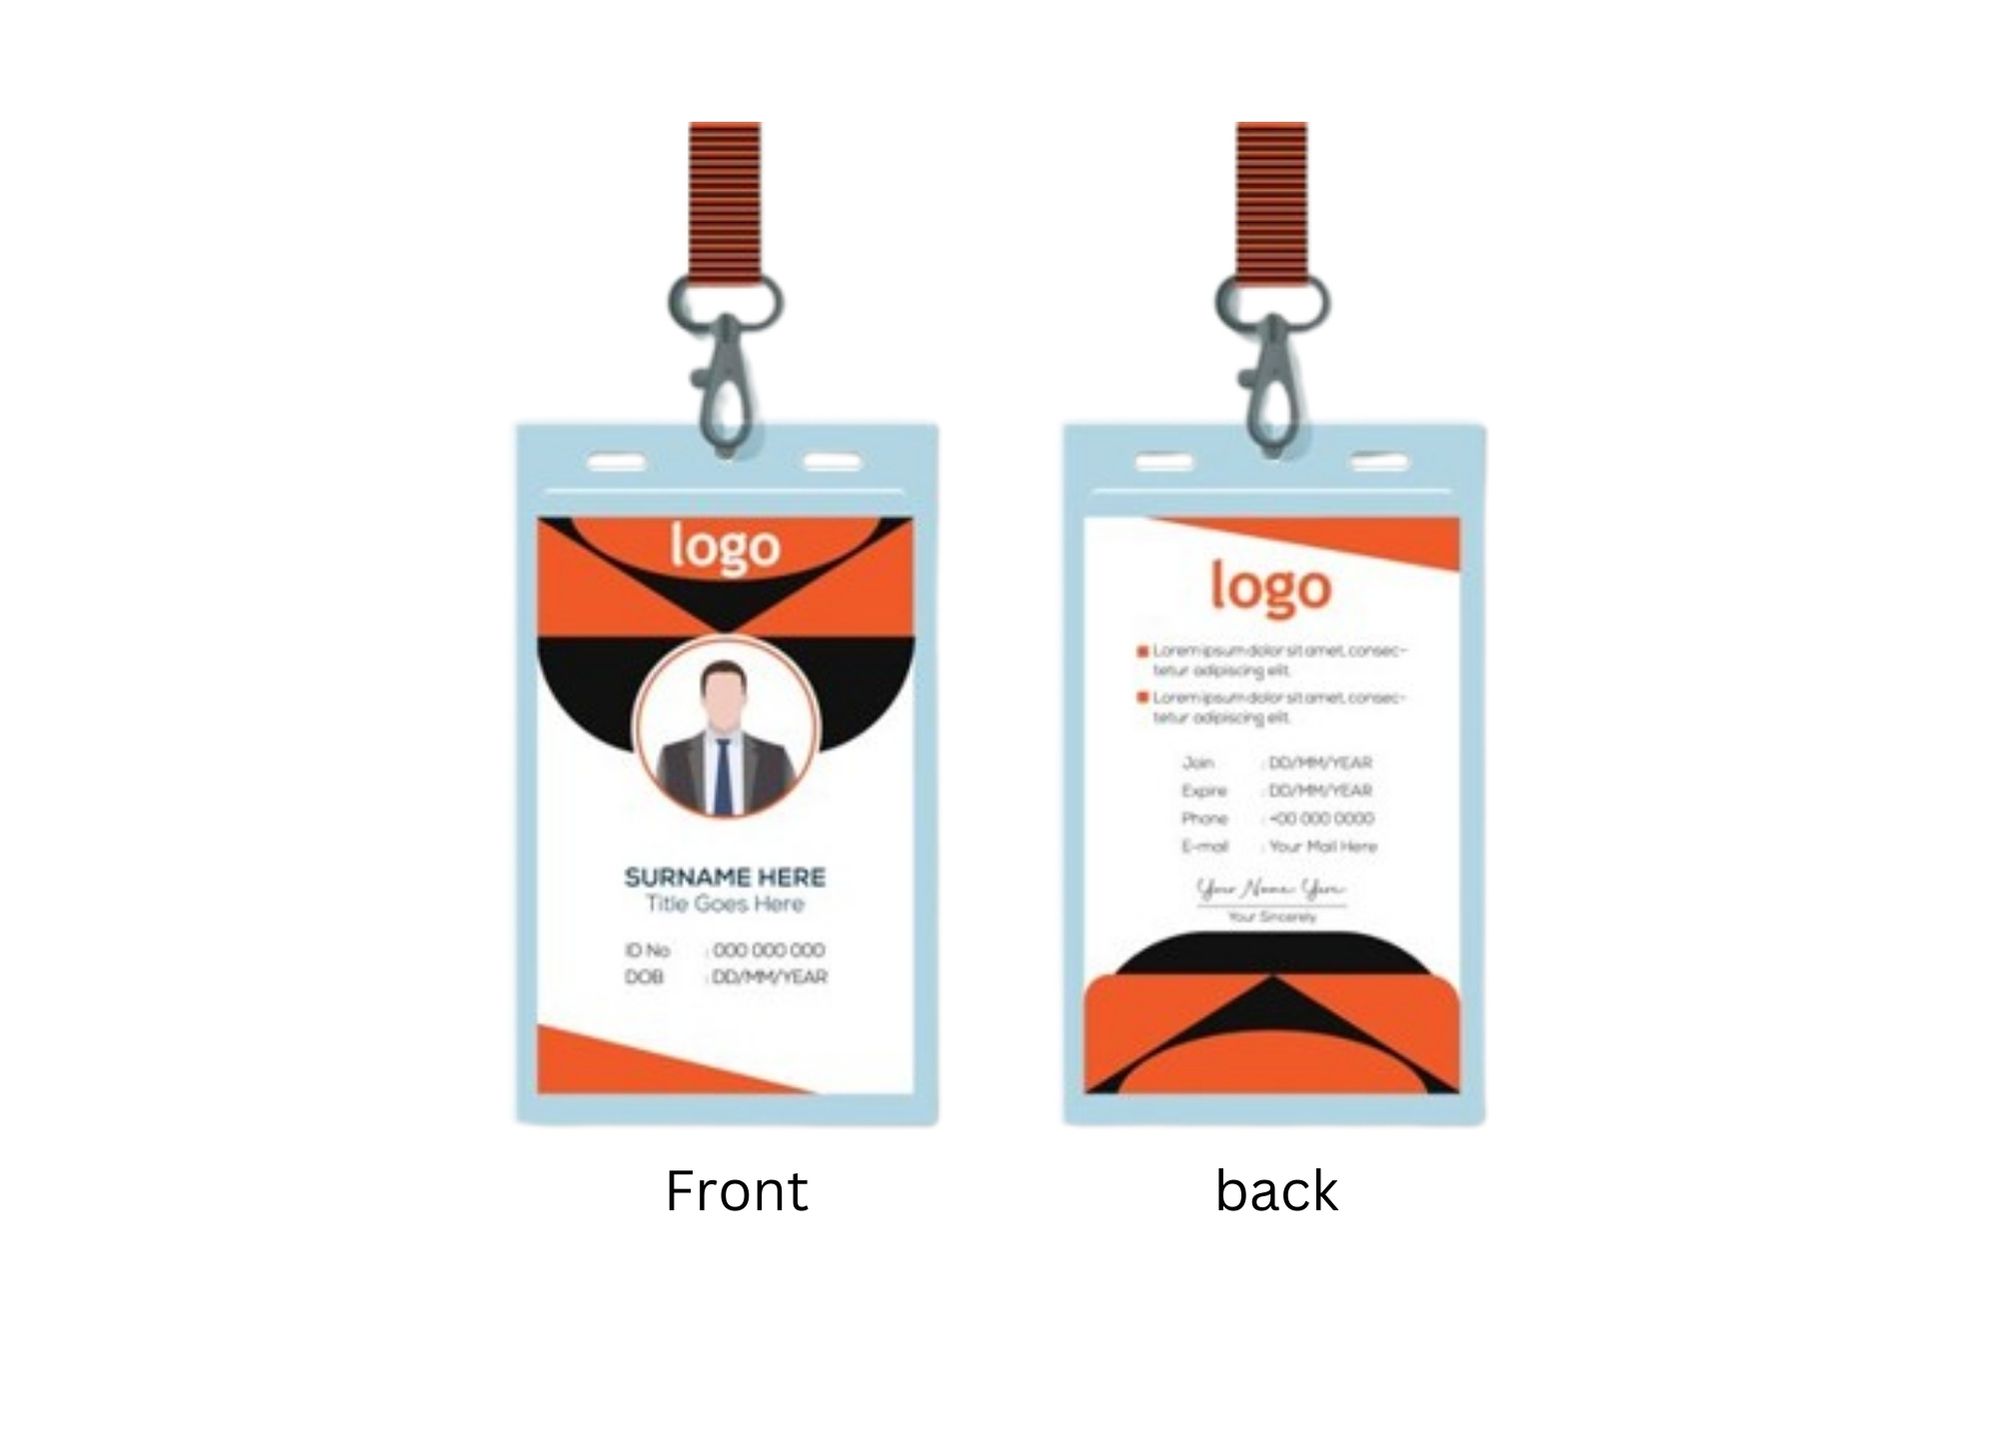 logo
SURNAME HERE
Title Goes Here
ID No : 000 000 000
DOB : DD/MM/YEAR
Front
logo
Lorem ipsum dolor sit amet, consec-
tetur adipiscing elit.
Lorem ipsum dolor sit amet, consec-
tetur adipiscing elit.
Join : DD/MM/YEAR
Expire : DD/MM/YEAR
Phone : +00 000 0000
E-mail : Your Mail Here
Your Name
Your Sincerely
back